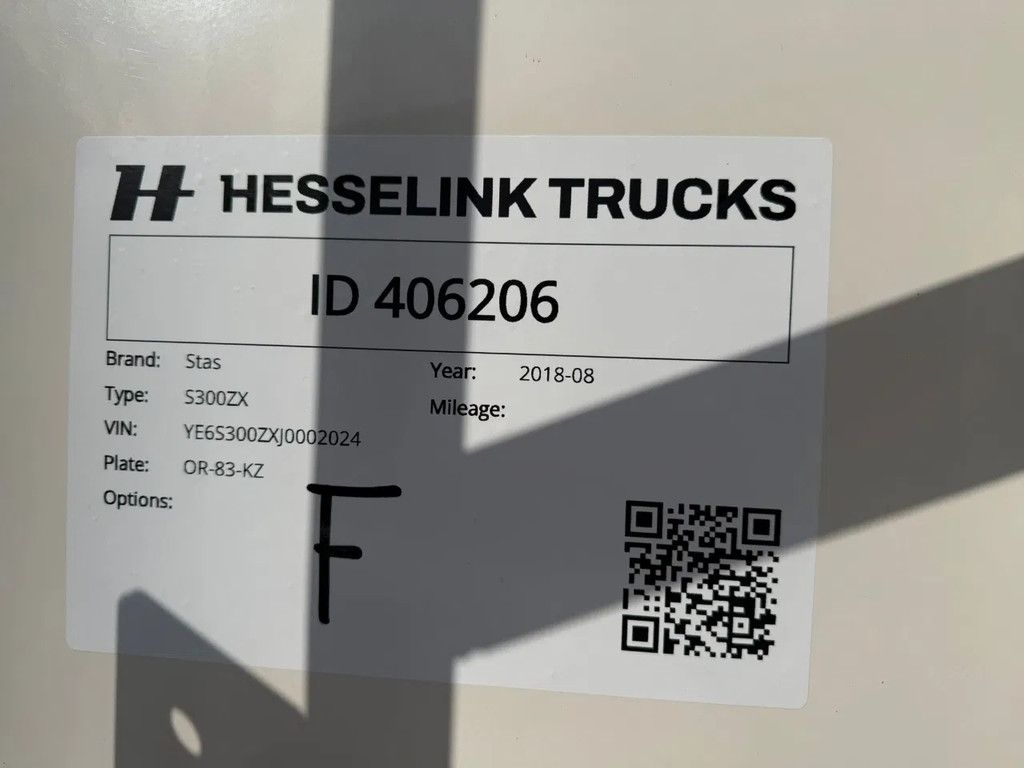 H HESSELINK TRUCKS
ID 406206
Brand: Stas
Year: 2018-08
Type: S300ZX
Mileage:
VIN: YE6S300ZXJ0002024
Plate: OR-83-KZ
Options:
F